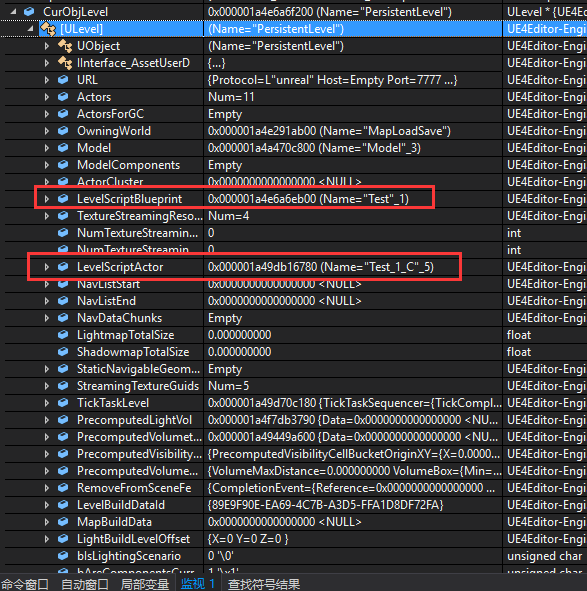 CurObjLevel 0x000001a4e6a6f200 (Name="PersistentLevel") ULevel * {UE4Edito
[ULevel] (Name="PersistentLevel") UE4Editor-Engi
UObject (Name="PersistentLevel") UE4Editor-Engi
IInterface_AssetUserD {...} UE4Editor-Engi
URL {Protocol=L"unreal" Host=Empty Port=7777 ...} UE4Editor-Engi
Actors Num=11 UE4Editor-Engi
ActorsForGC Empty UE4Editor-Engi
OwningWorld 0x000001a4e291ab00 (Name="MapLoadSave") UE4Editor-Engi
Model 0x000001a4a470c800 (Name="Model"_3) UE4Editor-Engi
ModelComponents Empty UE4Editor-Engi
ActorCluster 0x0000000000000000 <NULL> UE4Editor-Engi
LevelScriptBlueprint 0x000001a4e6a6eb00 (Name="Test"_1) UE4Editor-Engi
TextureStreamingReso... Num=4 UE4Editor-Engi
NumTextureStreamin... 0 int
NumTextureStreamin... 0 int
LevelScriptActor 0x000001a49db16780 (Name="Test_1_C"_5) UE4Editor-Engi
NavListStart 0x0000000000000000 <NULL> UE4Editor-Engi
NavListEnd 0x0000000000000000 <NULL> UE4Editor-Engi
NavDataChunks Empty UE4Editor-Engi
LightmapTotalSize 0.000000000 float
ShadowmapTotalSize 0.000000000 float
StaticNavigableGeom... Empty UE4Editor-Engi
StreamingTextureGuids Num=5 UE4Editor-Engi
TickTaskLevel 0x000001a49d70c180 {TickTaskSequencer={TickCompl... UE4Editor-Engi
PrecomputedLightVol 0x000001a4f7db3790 {Data=0x0000000000000000 <NU... UE4Editor-Engi
PrecomputedVolumet... 0x000001a49449a600 {Data=0x0000000000000000 <NU... UE4Editor-Engi
PrecomputedVisibility... {PrecomputedVisibilityCellBucketOriginXY={X=0.0000... UE4Editor-Engi
PrecomputedVolume... {VolumeMaxDistance=0.000000000 VolumeBox={Min=... UE4Editor-Engi
RemoveFromSceneFe {CompletionEvent={Reference=0x0000000000000000 ... UE4Editor-Engi
LevelBuildDataId {89E9F90E-EA69-4C7B-A3D5-FFA1D8DF72FA} UE4Editor-Engi
MapBuildData 0x0000000000000000 <NULL> UE4Editor-Engi
LightBuildLevelOffset {X=0 Y=0 Z=0 } UE4Editor-Engi
bIsLightingScenario 0 '\0' unsigned char
bAreComponentsCurr... 1 '\x1' unsigned char
命令窗口 自动窗口 局部变量 监视 1 查找符号结果